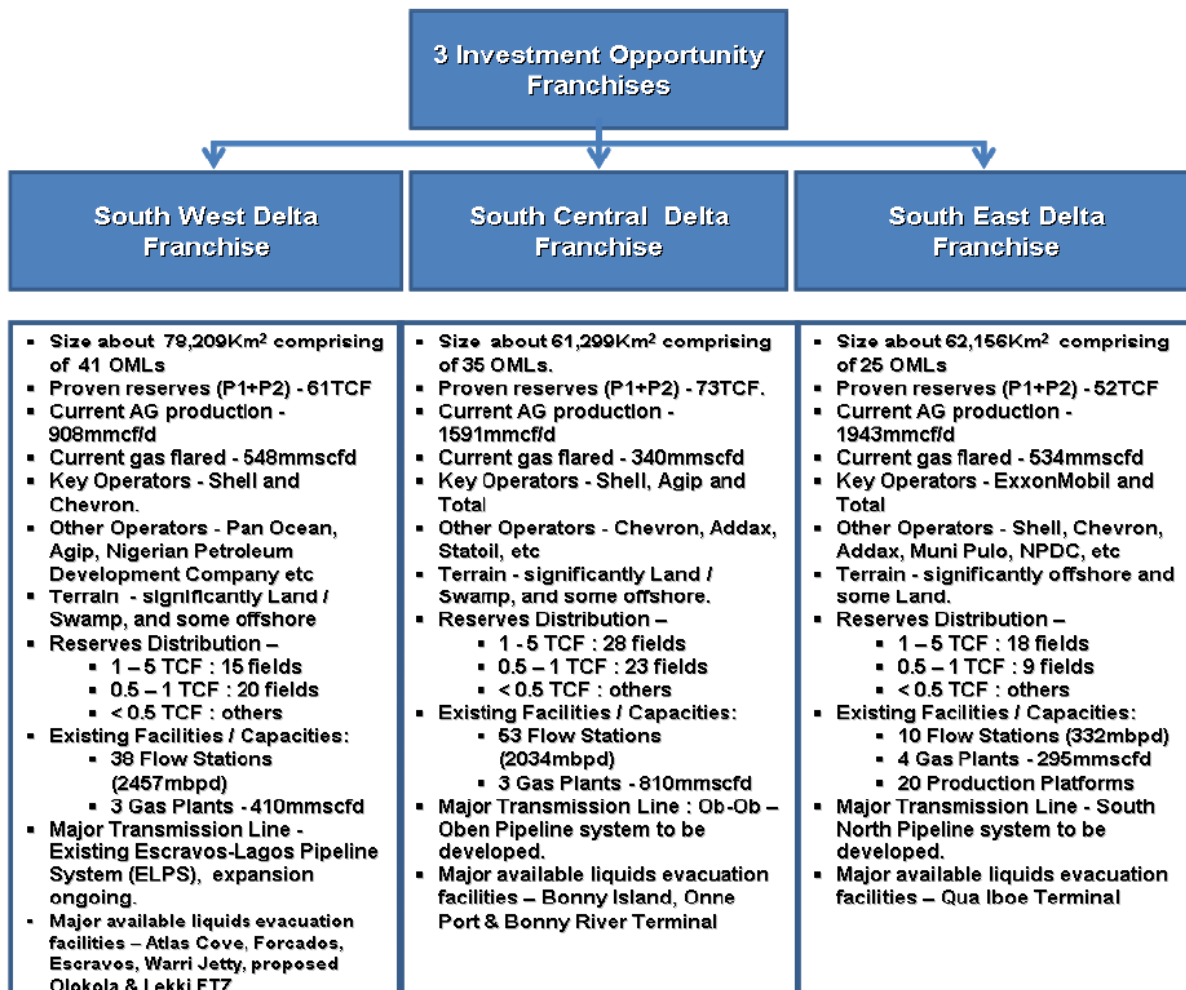 3 Investment Opportunity
Franchises
South West Delta
Franchise
South Central Delta
Franchise
South East Delta
Franchise
▪ Size about 78,209Km² comprising
of 41 OMLs
▪ Proven reserves (P1+P2) - 61TCF
▪ Current AG production -
908mmcf/d
▪ Current gas flared - 548mmscfd
▪ Key Operators - Shell and
Chevron.
▪ Other Operators - Pan Ocean,
Agip, Nigerian Petroleum
Development Company etc
▪ Terrain - significantly Land /
Swamp, and some offshore
▪ Reserves Distribution –
▪ 1 – 5 TCF : 15 fields
▪ 0.5 – 1 TCF : 20 fields
▪ < 0.5 TCF : others
▪ Existing Facilities / Capacities:
▪ 38 Flow Stations
(2457mbpd)
▪ 3 Gas Plants - 410mmscfd
▪ Major Transmission Line -
Existing Escravos-Lagos Pipeline
System (ELPS), expansion
ongoing.
▪ Major available liquids evacuation
facilities – Atlas Cove, Forcados,
Escravos, Warri Jetty, proposed
Olokola & Lekki FTZ
▪ Size about 61,299Km² comprising
of 35 OMLs.
▪ Proven reserves (P1+P2) - 73TCF.
▪ Current AG production -
1591mmcf/d
▪ Current gas flared - 340mmscfd
▪ Key Operators - Shell, Agip and
Total
▪ Other Operators - Chevron, Addax,
Statoil, etc
▪ Terrain - significantly Land /
Swamp, and some offshore.
▪ Reserves Distribution –
▪ 1 - 5 TCF : 28 fields
▪ 0.5 – 1 TCF : 23 fields
▪ < 0.5 TCF : others
▪ Existing Facilities / Capacities:
▪ 53 Flow Stations
(2034mbpd)
▪ 3 Gas Plants - 810mmscfd
▪ Major Transmission Line : Ob-Ob –
Oben Pipeline system to be
developed.
▪ Major available liquids evacuation
facilities – Bonny Island, Onne
Port & Bonny River Terminal
▪ Size about 62,156Km² comprising
of 25 OMLs
▪ Proven reserves (P1+P2) - 52TCF
▪ Current AG production -
1943mmcf/d
▪ Current gas flared - 534mmscfd
▪ Key Operators - ExxonMobil and
Total
▪ Other Operators - Shell, Chevron,
Addax, Muni Pulo, NPDC, etc
▪ Terrain - significantly offshore and
some Land.
▪ Reserves Distribution –
▪ 1 – 5 TCF : 18 fields
▪ 0.5 – 1 TCF : 9 fields
▪ < 0.5 TCF : others
▪ Existing Facilities / Capacities:
▪ 10 Flow Stations (332mbpd)
▪ 4 Gas Plants - 295mmscfd
▪ 20 Production Platforms
▪ Major Transmission Line - South
North Pipeline system to be
developed.
▪ Major available liquids evacuation
facilities – Qua Iboe Terminal